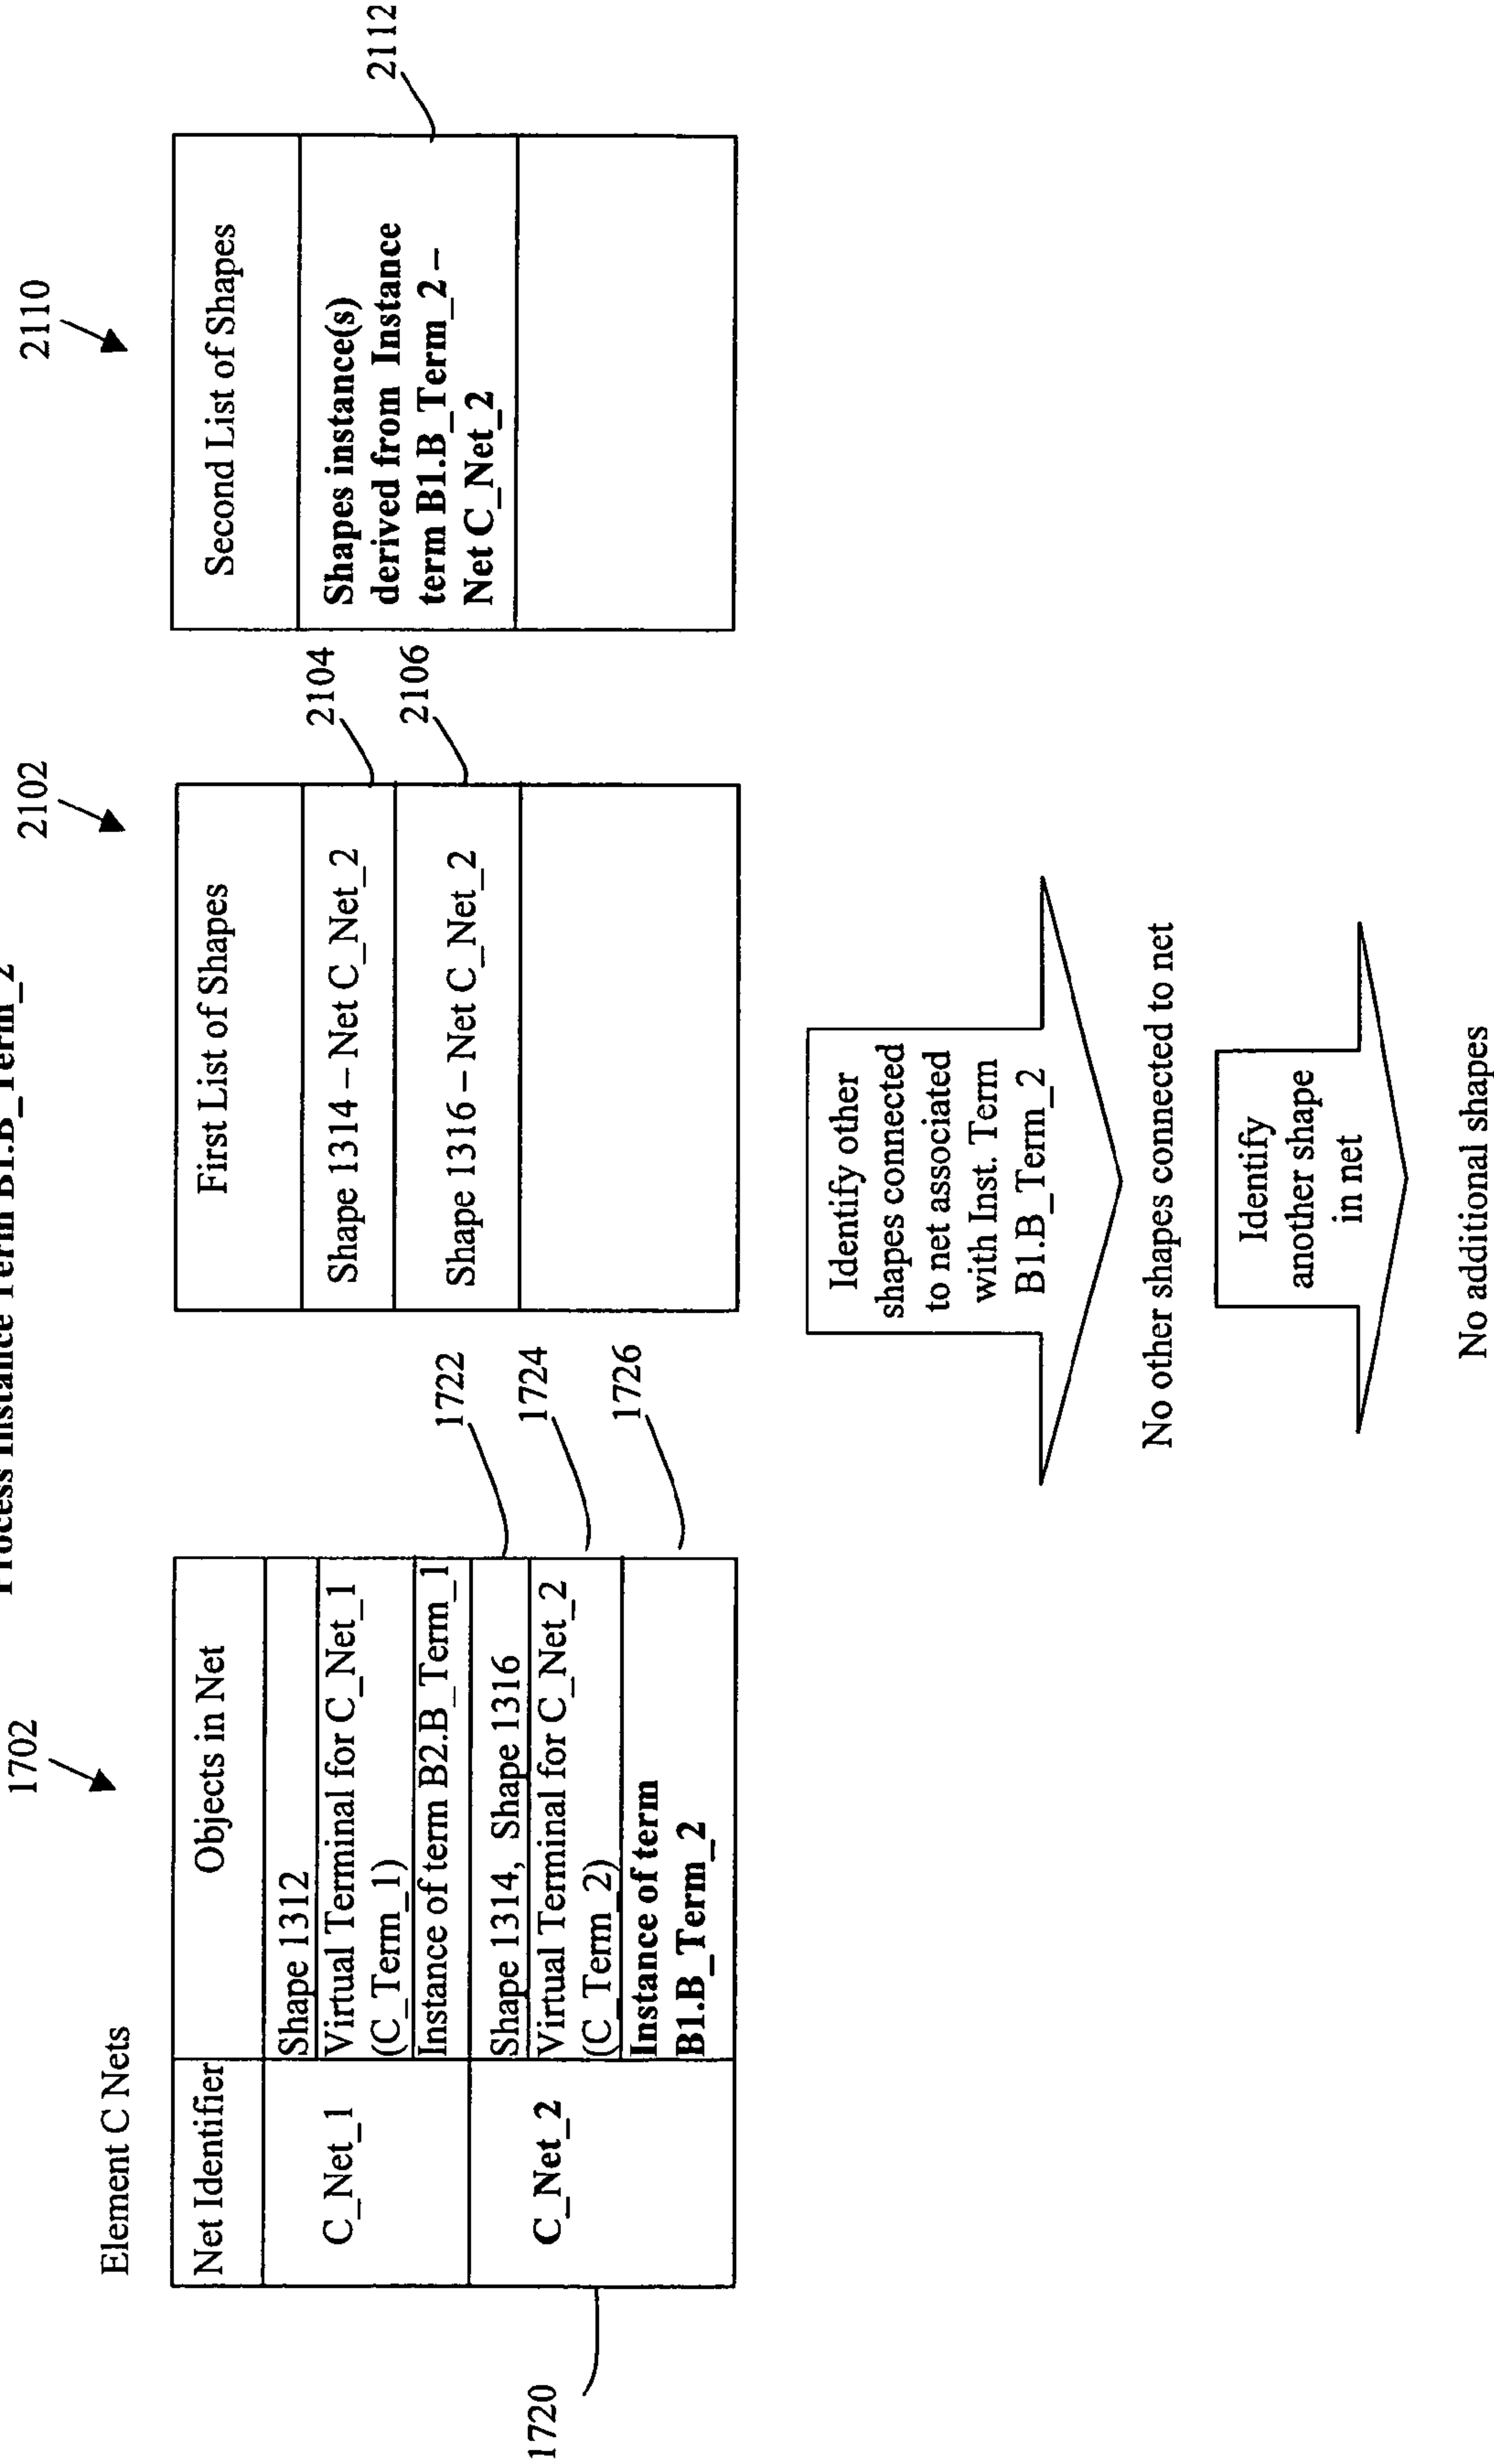 Process Instance Term B1.B_Term_2
1702
Element C Nets
Net Identifier
Objects in Net
C_Net_1
Shape 1312
Virtual Terminal for C_Net_1
(C_Term_1)
Instance of term B2.B_Term_1
C_Net_2
Shape 1314, Shape 1316
Virtual Terminal for C_Net_2
(C_Term_2)
Instance of term
B1.B_Term_2
1720
1722
1724
1726
2102
First List of Shapes
Shape 1314 – Net C_Net_2
Shape 1316 – Net C_Net_2
2104
2106
2110
Second List of Shapes
Shapes instance(s)
derived from Instance
term B1.B_Term_2 –
Net C_Net_2
2112
Identify other
shapes connected
to net associated
with Inst. Term
B1.B_Term_2
No other shapes connected to net
Identify
another shape
in net
No additional shapes